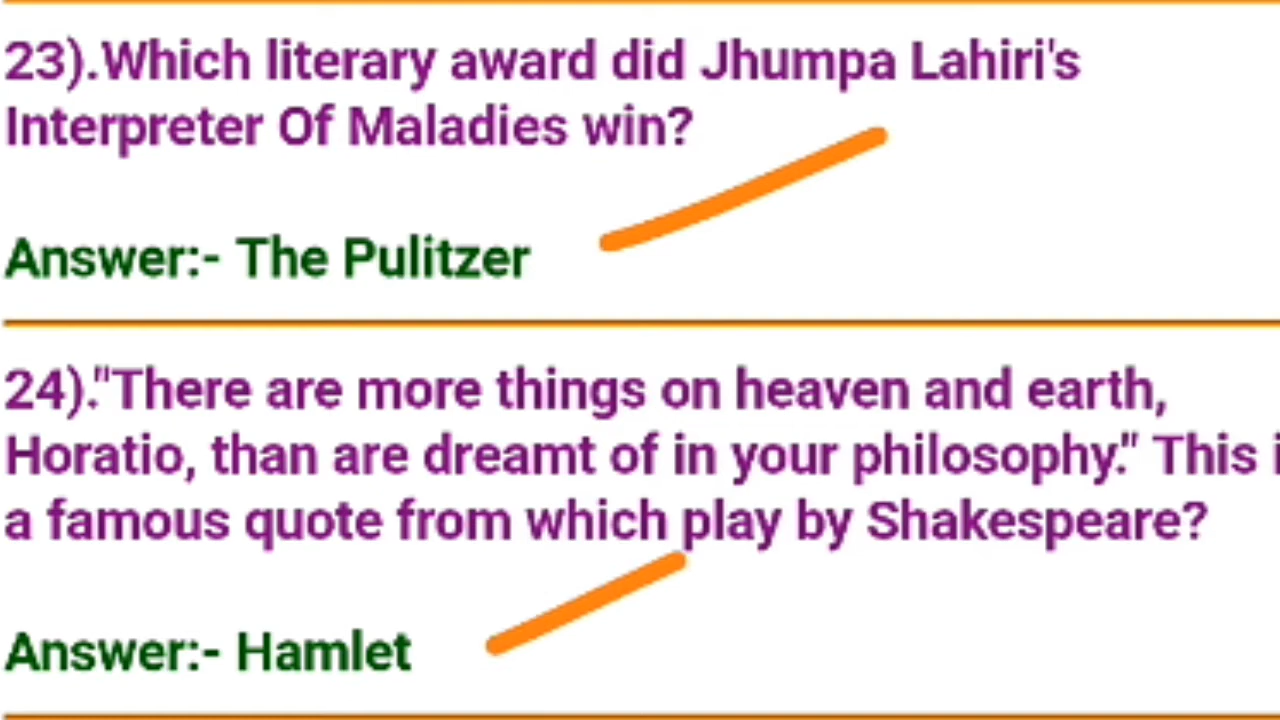 23).Which literary award did Jhumpa Lahiri's
Interpreter Of Maladies win?
Answer:- The Pulitzer
24)."There are more things on heaven and earth,
Horatio, than are dreamt of in your philosophy." This
a famous quote from which play by Shakespeare?
Answer:- Hamlet